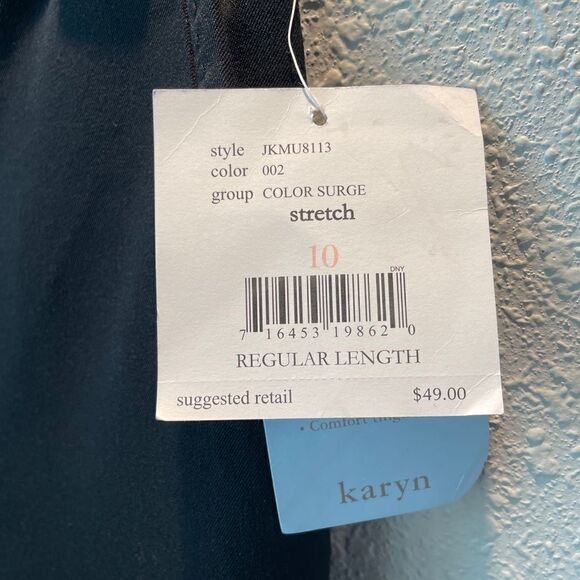 style JKMU8113
color 002
group COLOR SURGE
stretch
10
DNY
7 16453 19862 0
REGULAR LENGTH
suggested retail $49.00
• Comfort
karyn